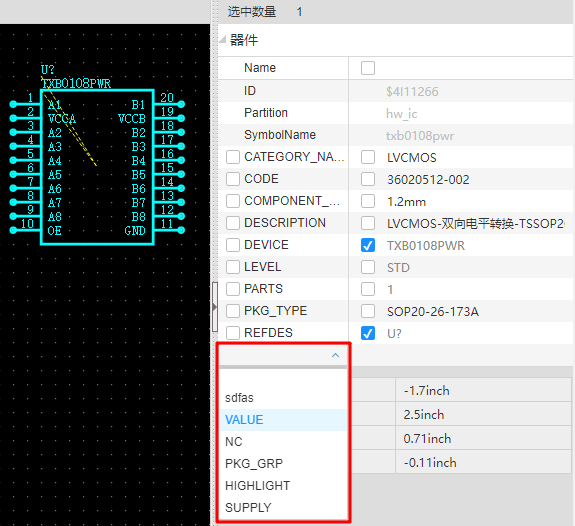 选中数量 1
器件
Name
ID $4I11266
Partition hw_ic
SymbolName txb0108pwr
CATEGORY_NA... LVCMOS
CODE 36020512-002
COMPONENT_... 1.2mm
DESCRIPTION LVCMOS-双向电平转换-TSSOP2
DEVICE TXB0108PWR
LEVEL STD
PARTS 1
PKG_TYPE SOP20-26-173A
REFDES U?
sdfas
VALUE
NC
PKG_GRP
HIGHLIGHT
SUPPLY
-1.7inch
2.5inch
0.71inch
-0.11inch
U?
TXB0108PWR
1 A1 B1 20
2 VCCA VCCB 19
3 A2 B2 18
4 A3 B3 17
5 A4 B4 16
6 A5 B5 15
7 A6 B6 14
8 A7 B7 13
9 A8 B8 12
10 OE GND 11